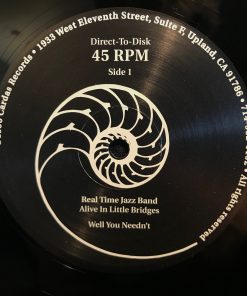 Cardas Records • 1933 West Eleventh Street, Suite F, Upland, CA 91786 •
All rights reserved
Direct-To-Disk
45 RPM
Side 1
Real Time Jazz Band
Alive In Little Bridges
Well You Needn't